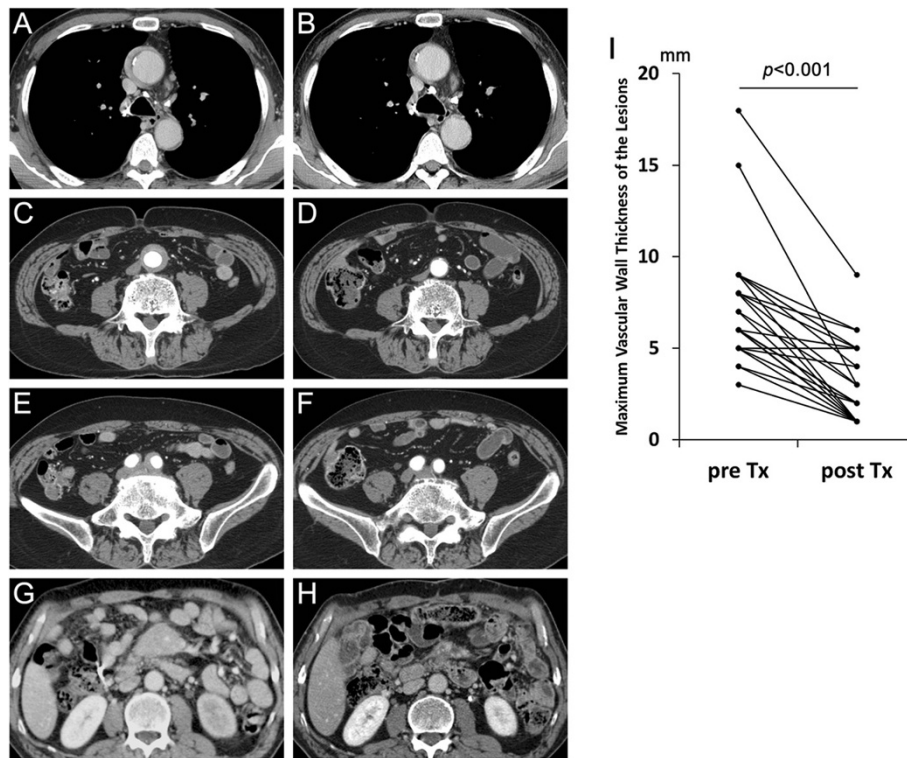 A
B
C
D
E
F
G
H
I
mm
p<0.001
Maximum Vascular Wall Thickness of the Lesions
20
15
10
5
0
pre Tx
post Tx